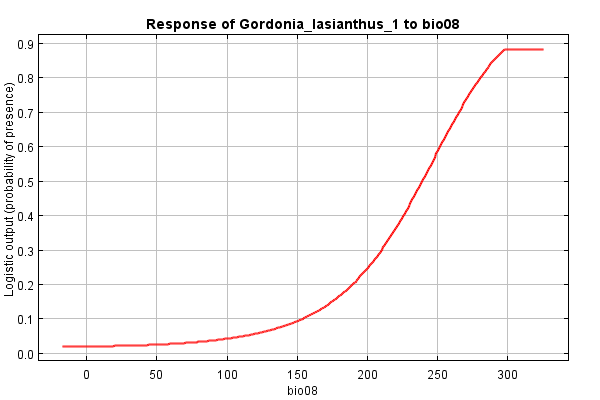 Response of Gordonia_lasianthus_1 to bio08
Logistic output (probability of presence)
0.9
0.8
0.7
0.6
0.5
0.4
0.3
0.2
0.1
0.0
0 50 100 150 200 250 300
bio08